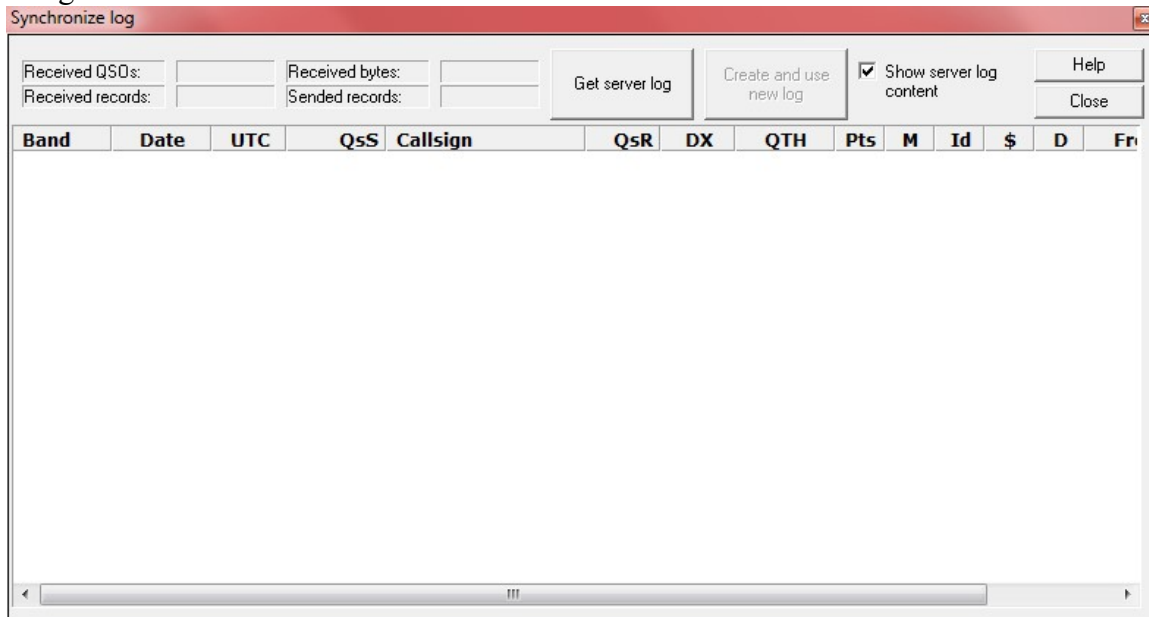 Synchronize log
Received QSOs: Received bytes:
Received records: Sended records:
Get server log
Create and use
new log
Show server log
content
Help
Close
Band Date UTC QsS Callsign QsR DX QTH Pts M Id $ D Fr